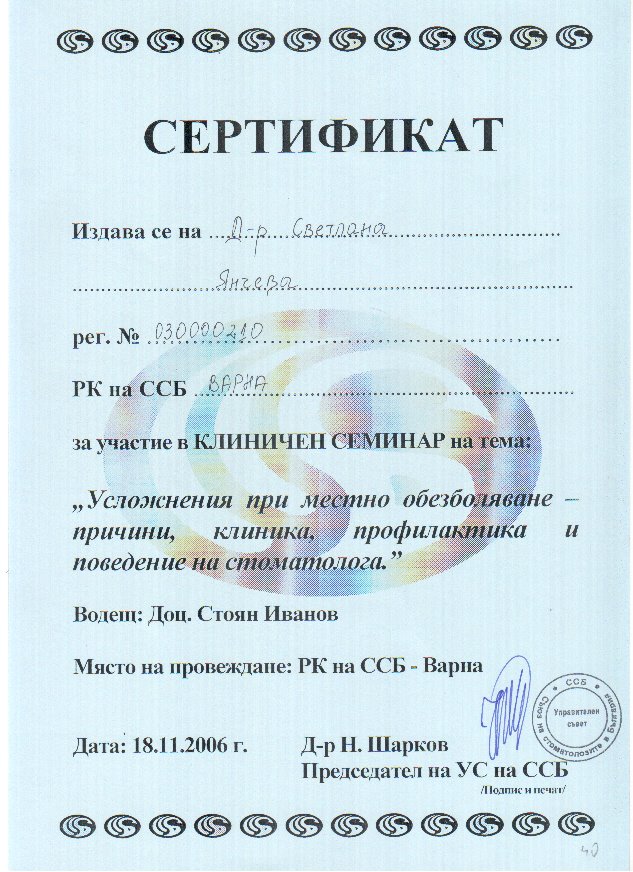 СЕРТИФИКАТ
Издава се на Д-р Светлана
Янчева
рег. № 030000210
РК на ССБ ВАРНА
за участие в КЛИНИЧЕН СЕМИНАР на тема:
„Усложнения при местно обезболяване –
причини, клиника, профилактика и
поведение на стоматолога.”
Водещ: Доц. Стоян Иванов
Място на провеждане: РК на ССБ - Варна
ССБ
Съюз на стоматолозите в България
Управителен
съвет
Дата: 18.11.2006 г. Д-р Н. Шарков
Председател на УС на ССБ
/Подпис и печат/
40